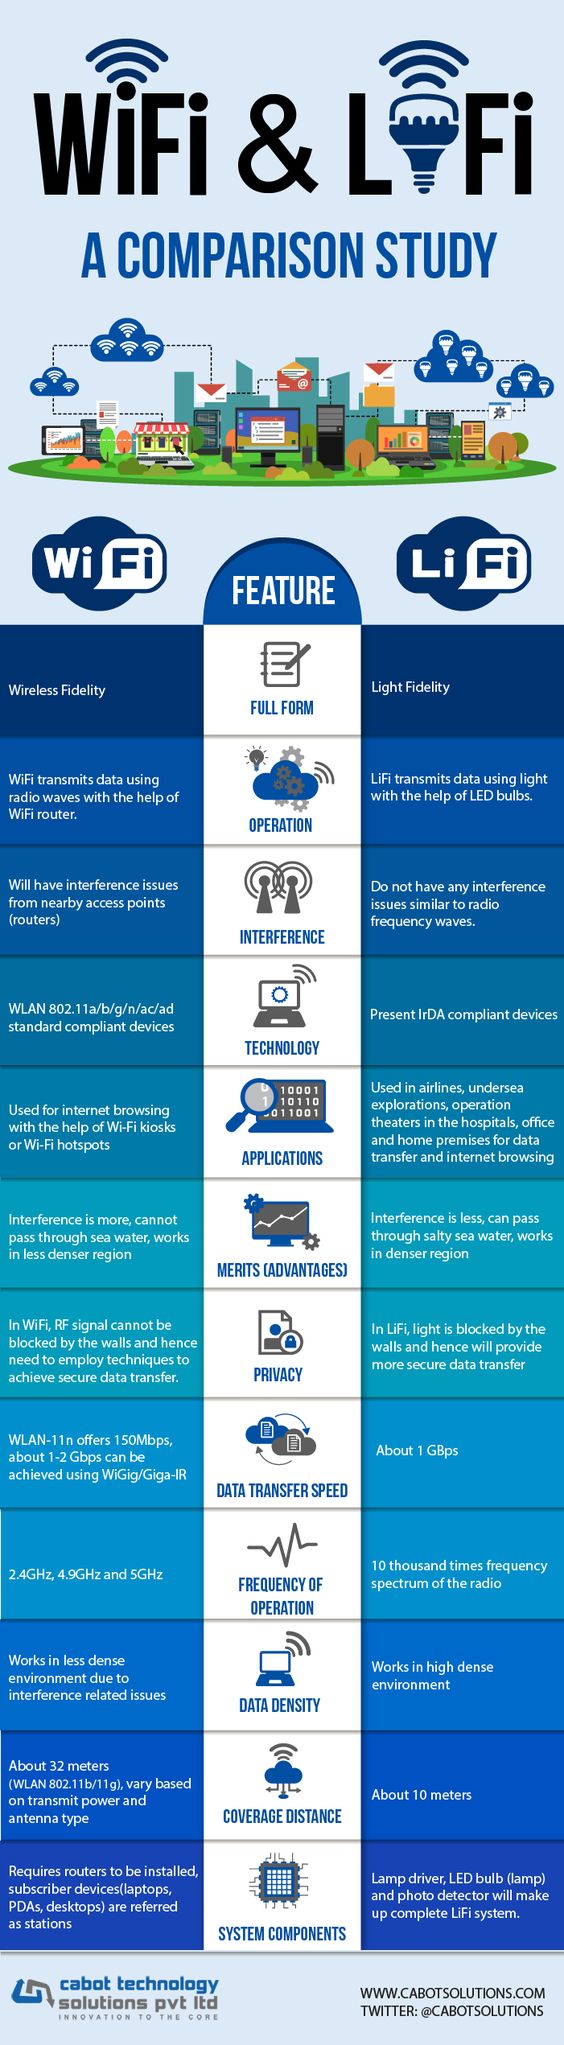 WiFi & LiFi
A COMPARISON STUDY
WiFi
FEATURE
LiFi
Wireless Fidelity
FULL FORM
Light Fidelity
WiFi transmits data using
radio waves with the help of
WiFi router.
OPERATION
LiFi transmits data using light
with the help of LED bulbs.
Will have interference issues
from nearby access points
(routers)
INTERFERENCE
Do not have any interference
issues similar to radio
frequency waves.
WLAN 802.11a/b/g/n/ac/ad
standard compliant devices
TECHNOLOGY
Present IrDA compliant devices
Used for internet browsing
with the help of Wi-Fi kiosks
or Wi-Fi hotspots
0 10001
1 10110
0011001
APPLICATIONS
Used in airlines, undersea
explorations, operation
theaters in the hospitals, office
and home premises for data
transfer and internet browsing
Interference is more, cannot
pass through sea water, works
in less denser region
MERITS (ADVANTAGES)
Interference is less, can pass
through salty sea water, works
in denser region
In WiFi, RF signal cannot be
blocked by the walls and hence
need to employ techniques to
achieve secure data transfer.
PRIVACY
In LiFi, light is blocked by the
walls and hence will provide
more secure data transfer
WLAN-11n offers 150Mbps,
about 1-2 Gbps can be
achieved using WiGig/Giga-IR
DATA TRANSFER SPEED
About 1 GBps
2.4GHz, 4.9GHz and 5GHz
FREQUENCY OF
OPERATION
10 thousand times frequency
spectrum of the radio
Works in less dense
environment due to
interference related issues
DATA DENSITY
Works in high dense
environment
About 32 meters
(WLAN 802.11b/11g), vary based
on transmit power and
antenna type
COVERAGE DISTANCE
About 10 meters
Requires routers to be installed,
subscriber devices(laptops,
PDAs, desktops) are referred
as stations
SYSTEM COMPONENTS
Lamp driver, LED bulb (lamp)
and photo detector will make
up complete LiFi system.
cabot technology
solutions pvt ltd
INNOVATION TO THE CORE
WWW.CABOTSOLUTIONS.COM
TWITTER: @CABOTSOLUTIONS